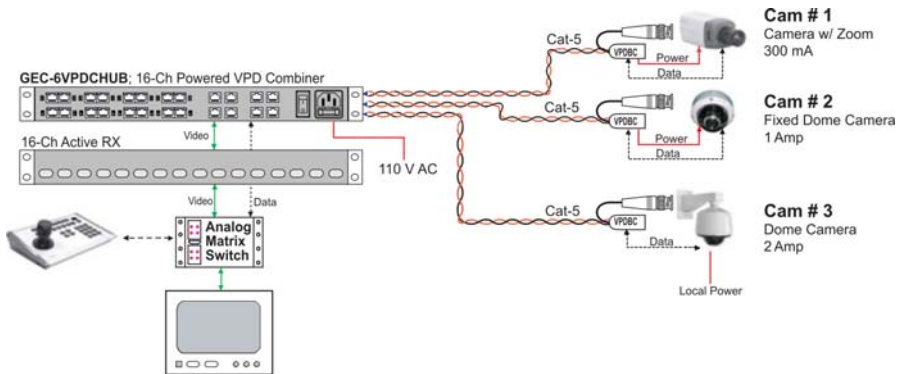 GEC-6VPDCHUB; 16-Ch Powered VPD Combiner
Video
110 V AC
16-Ch Active RX
Video
Data
Analog
Matrix
Switch
Cat-5
VPDBC
Power
Data
Cam # 1
Camera w/ Zoom
300 mA
Cat-5
VPDBC
Power
Data
Cam # 2
Fixed Dome Camera
1 Amp
Cat-5
VPDBC
Data
Local Power
Cam # 3
Dome Camera
2 Amp